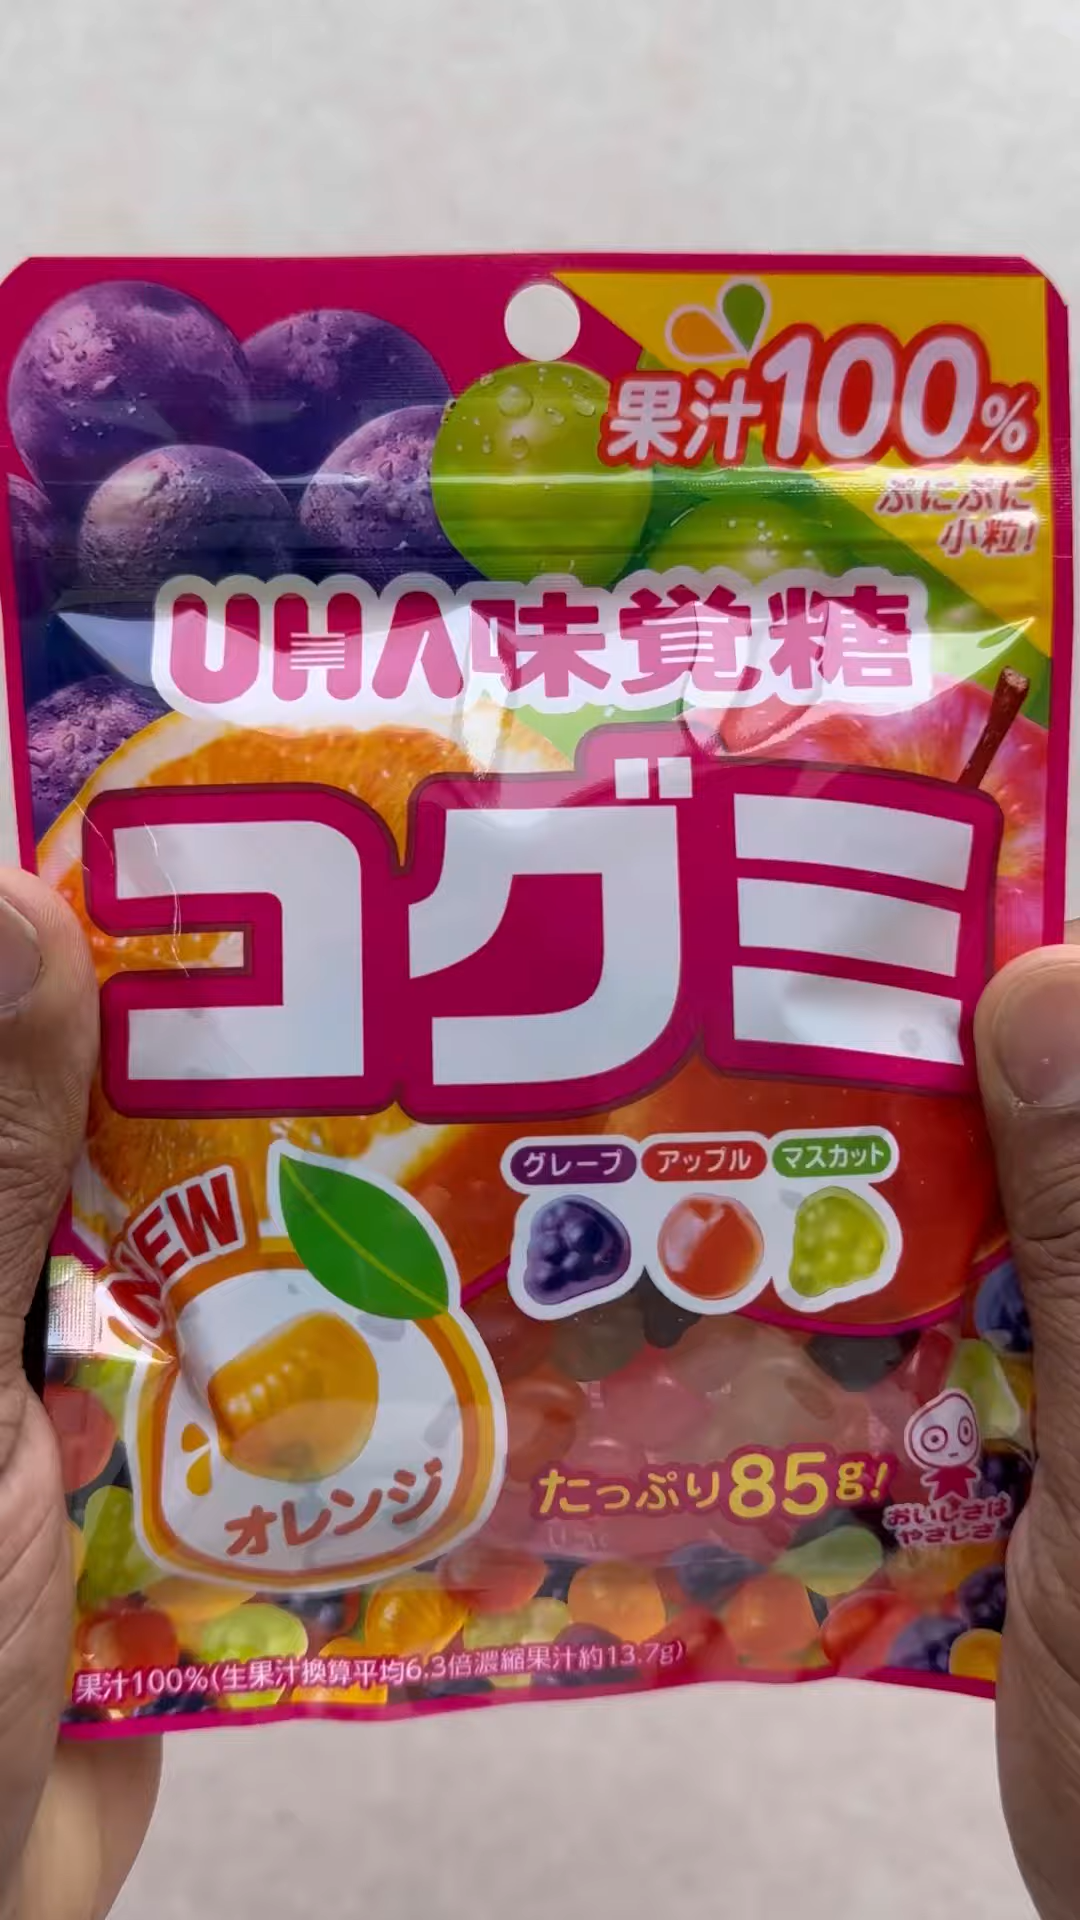 果汁100%
ぷにぷに
小粒!
UHA味覚糖
コグミ
グレープ アップル マスカット
NEW
オレンジ
たっぷり85g!
おいしさは
やさしさ
果汁100%(生果汁換算平均6.3倍濃縮果汁約13.7g)